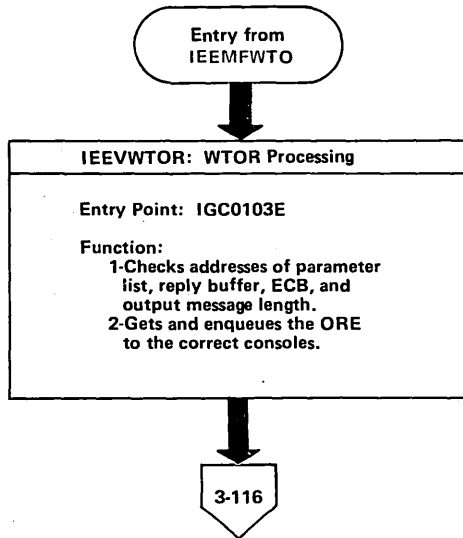 Entry from
IEEMFWTO
IEEVWTOR: WTOR Processing
Entry Point: IGC0103E
Function:
1-Checks addresses of parameter
list, reply buffer, ECB, and
output message length.
2-Gets and enqueues the ORE
to the correct consoles.
3-116